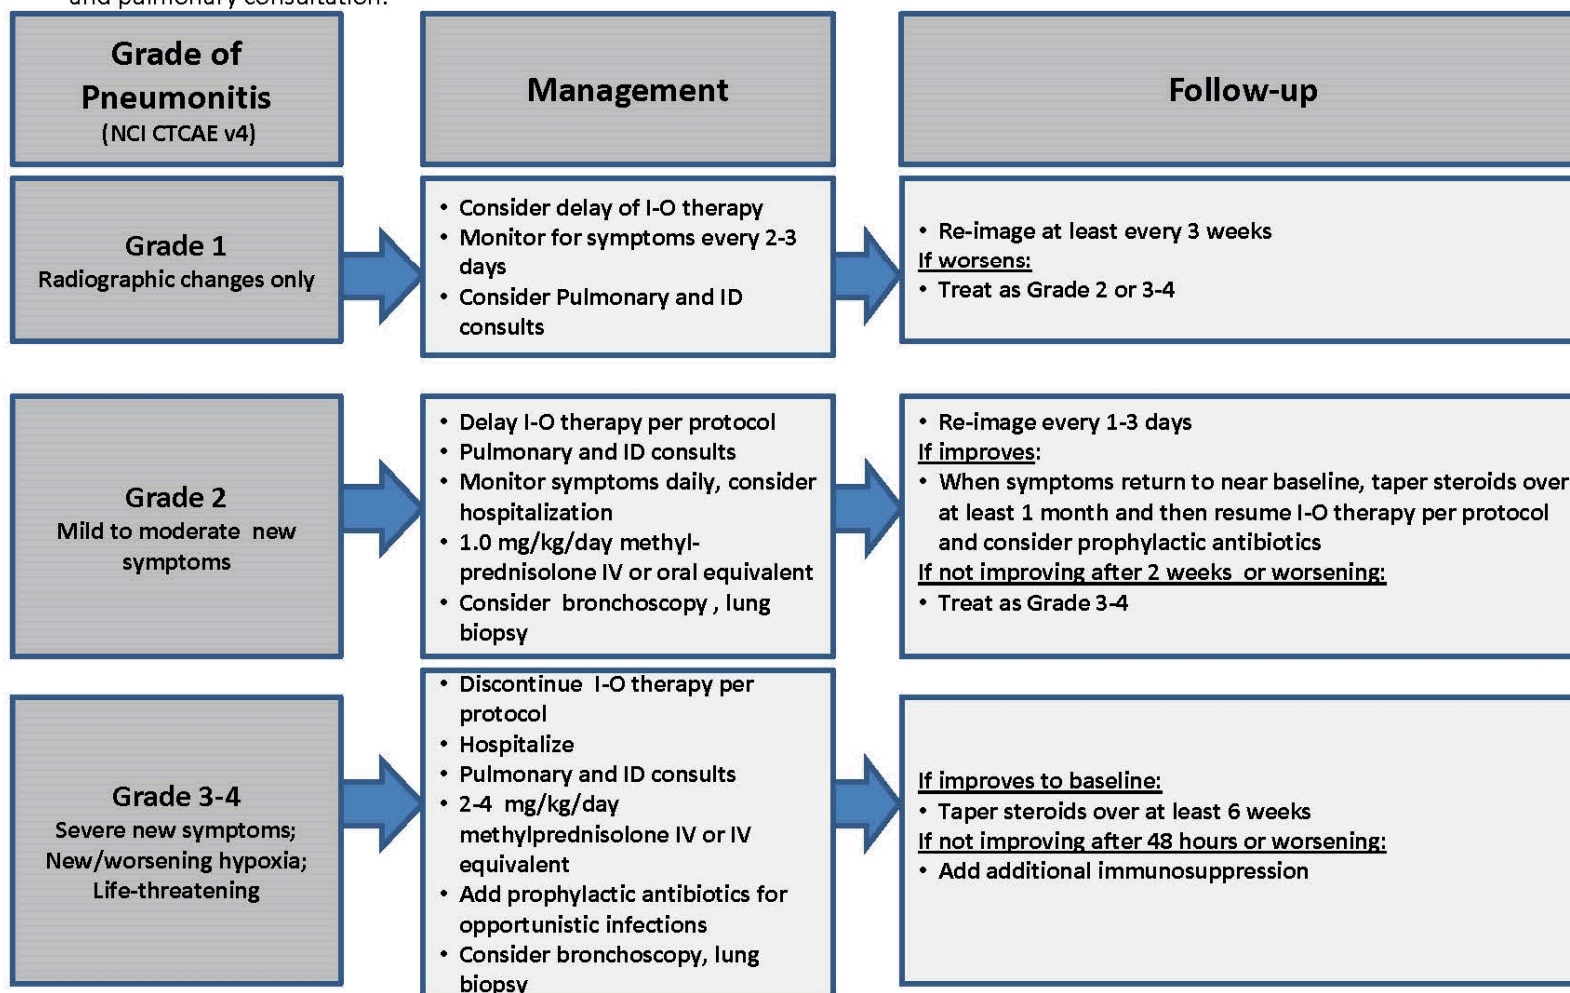 and pulmonary consultation.
Grade of
Pneumonitis
(NCI CTCAE v4)
Management
Follow-up
Grade 1
Radiographic changes only
• Consider delay of I-O therapy
• Monitor for symptoms every 2-3
days
• Consider Pulmonary and ID
consults
• Re-image at least every 3 weeks
If worsens:
• Treat as Grade 2 or 3-4
Grade 2
Mild to moderate new
symptoms
• Delay I-O therapy per protocol
• Pulmonary and ID consults
• Monitor symptoms daily, consider
hospitalization
• 1.0 mg/kg/day methyl-
prednisolone IV or oral equivalent
• Consider bronchoscopy , lung
biopsy
• Re-image every 1-3 days
If improves:
• When symptoms return to near baseline, taper steroids over
at least 1 month and then resume I-O therapy per protocol
and consider prophylactic antibiotics
If not improving after 2 weeks or worsening:
• Treat as Grade 3-4
Grade 3-4
Severe new symptoms;
New/worsening hypoxia;
Life-threatening
• Discontinue I-O therapy per
protocol
• Hospitalize
• Pulmonary and ID consults
• 2-4 mg/kg/day
methylprednisolone IV or IV
equivalent
• Add prophylactic antibiotics for
opportunistic infections
• Consider bronchoscopy, lung
biopsy
If improves to baseline:
• Taper steroids over at least 6 weeks
If not improving after 48 hours or worsening:
• Add additional immunosuppression